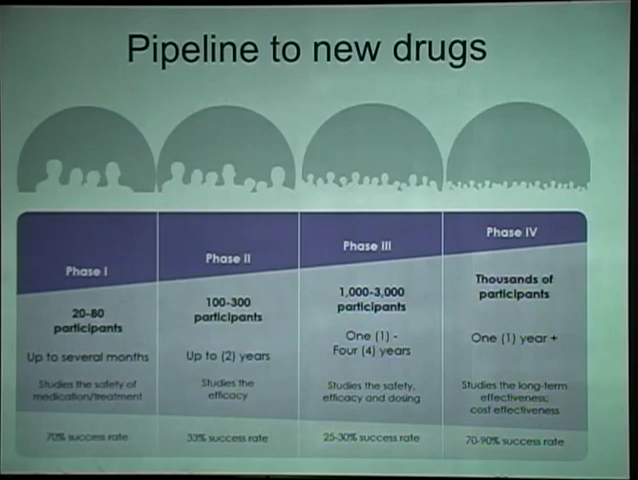 Pipeline to new drugs
Phase I
20-80
participants
Up to several months
Studies the safety of
medication/treatment
70% success rate
Phase II
100-300
participants
Up to (2) years
Studies the
efficacy
33% success rate
Phase III
1,000-3,000
participants
One (1) -
Four (4) years
Studies the safety,
efficacy and dosing
25-30% success rate
Phase IV
Thousands of
participants
One (1) year +
Studies the long-term
effectiveness;
cost effectiveness
70-90% success rate